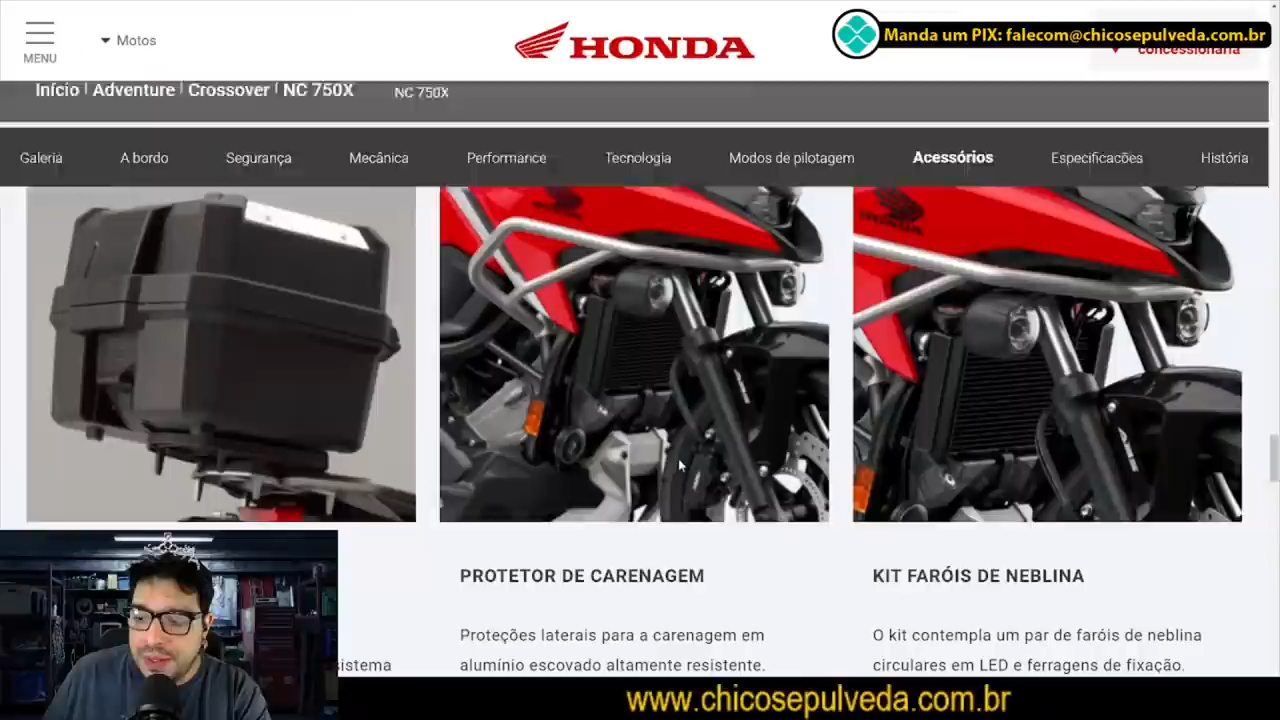 MENU
Motos
HONDA
Manda um PIX: falecom@chicosepulveda.com.br
concessionária
Início | Adventure | Crossover | NC 750X
NC 750X
Galeria
A bordo
Segurança
Mecânica
Performance
Tecnologia
Modos de pilotagem
Acessórios
Especificacões
História
HONDA
PROTETOR DE CARENAGEM
Proteções laterais para a carenagem em
alumínio escovado altamente resistente.
KIT FARÓIS DE NEBLINA
O kit contempla um par de faróis de neblina
circulares em LED e ferragens de fixação.
sistema
www.chicosepulveda.com.br